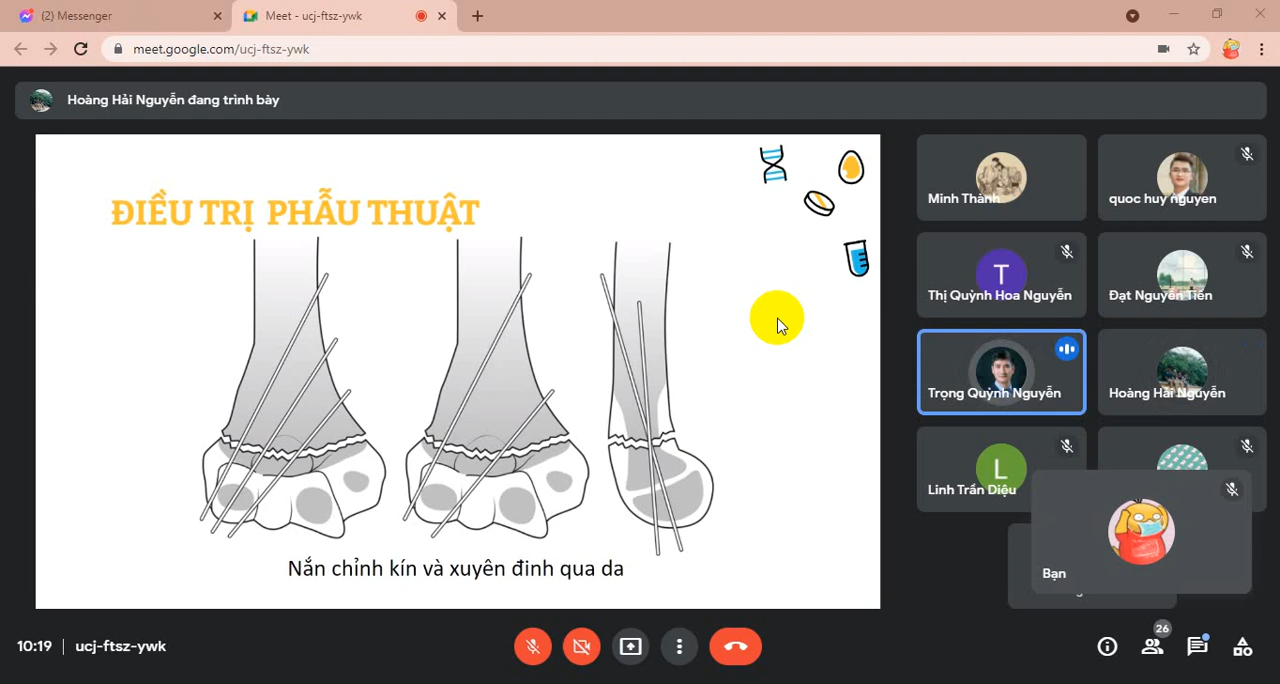 (2) Messenger
Meet - ucj-ftsz-ywk
meet.google.com/ucj-ftsz-ywk
Hoàng Hải Nguyễn đang trình bày
ĐIỀU TRỊ PHẪU THUẬT
Nắn chỉnh kín và xuyên đinh qua da
Minh Thành
quoc huy nguyen
T
Thị Quỳnh Hoa Nguyễn
Đạt Nguyễn Tiến
Trọng Quỳnh Nguyễn
Hoàng Hải Nguyễn
L
Linh Trần Diệu
Bạn
10:19
ucj-ftsz-ywk
26